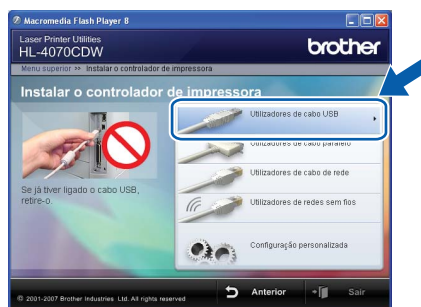 Macromedia Flash Player 8
Laser Printer Utilities
HL-4070CDW
brother
Menu superior >> Instalar o controlador de impressora
Instalar o controlador de impressora
Utilizadores de cabo USB
Utilizadores de cabo paralelo
Utilizadores de cabo de rede
Se já tiver ligado o cabo USB,
retire-o.
Utilizadores de redes sem fios
Configuração personalizada
© 2001-2007 Brother Industries Ltd. All rights reserved
Anterior
Sair